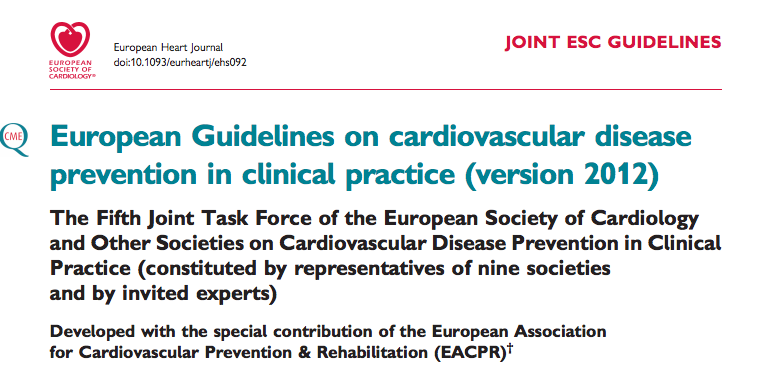 EUROPEAN
SOCIETY OF
CARDIOLOGY®
European Heart Journal
doi:10.1093/eurheartj/ehs092
JOINT ESC GUIDELINES
CME
European Guidelines on cardiovascular disease
prevention in clinical practice (version 2012)
The Fifth Joint Task Force of the European Society of Cardiology
and Other Societies on Cardiovascular Disease Prevention in Clinical
Practice (constituted by representatives of nine societies
and by invited experts)
Developed with the special contribution of the European Association
for Cardiovascular Prevention & Rehabilitation (EACPR)†